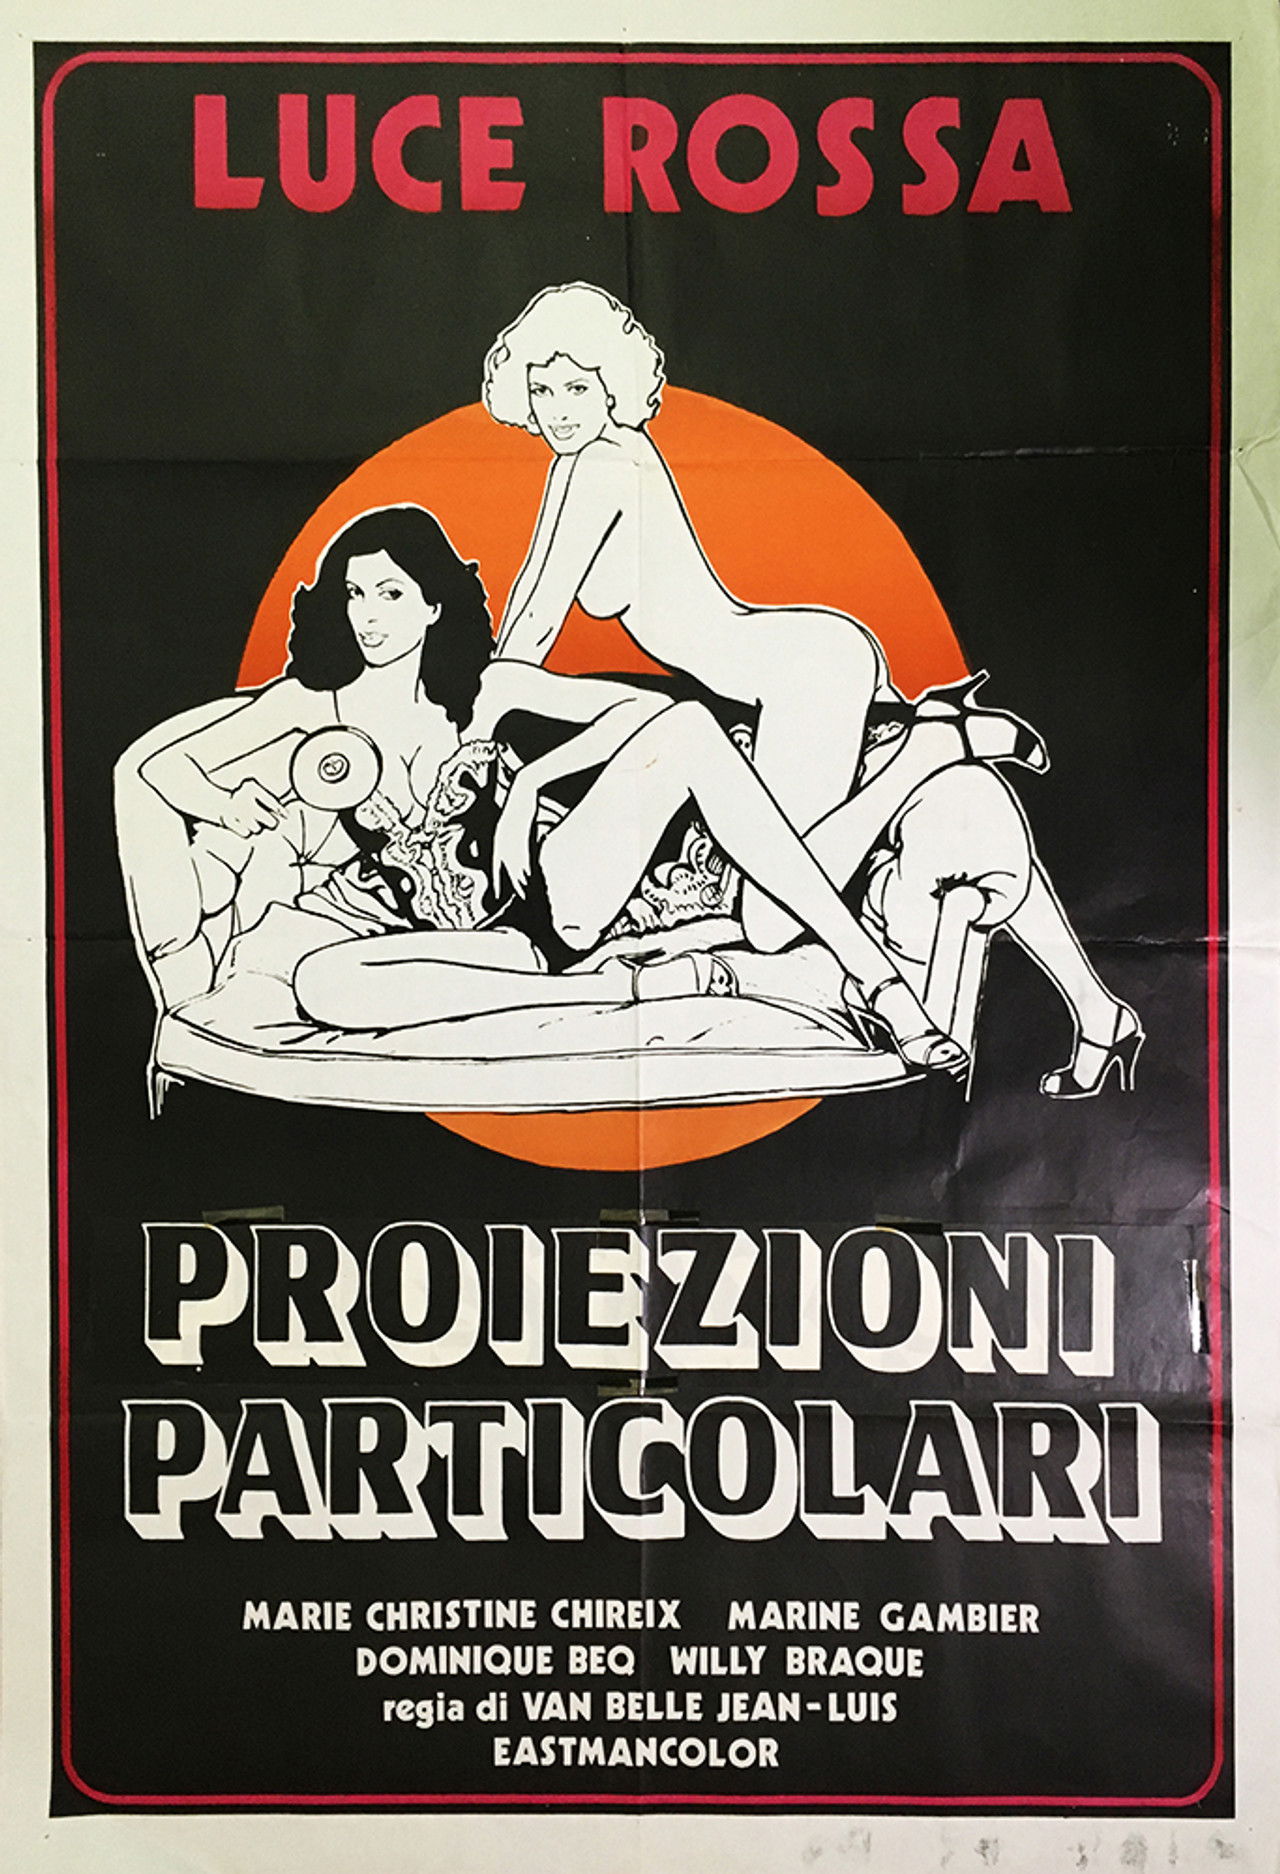 LUCE ROSSA
PROIEZIONI
PARTICOLARI
MARIE CHRISTINE CHIREIX MARINE GAMBIER
DOMINIQUE BEQ WILLY BRAQUE
regia di VAN BELLE JEAN-LUIS
EASTMANCOLOR